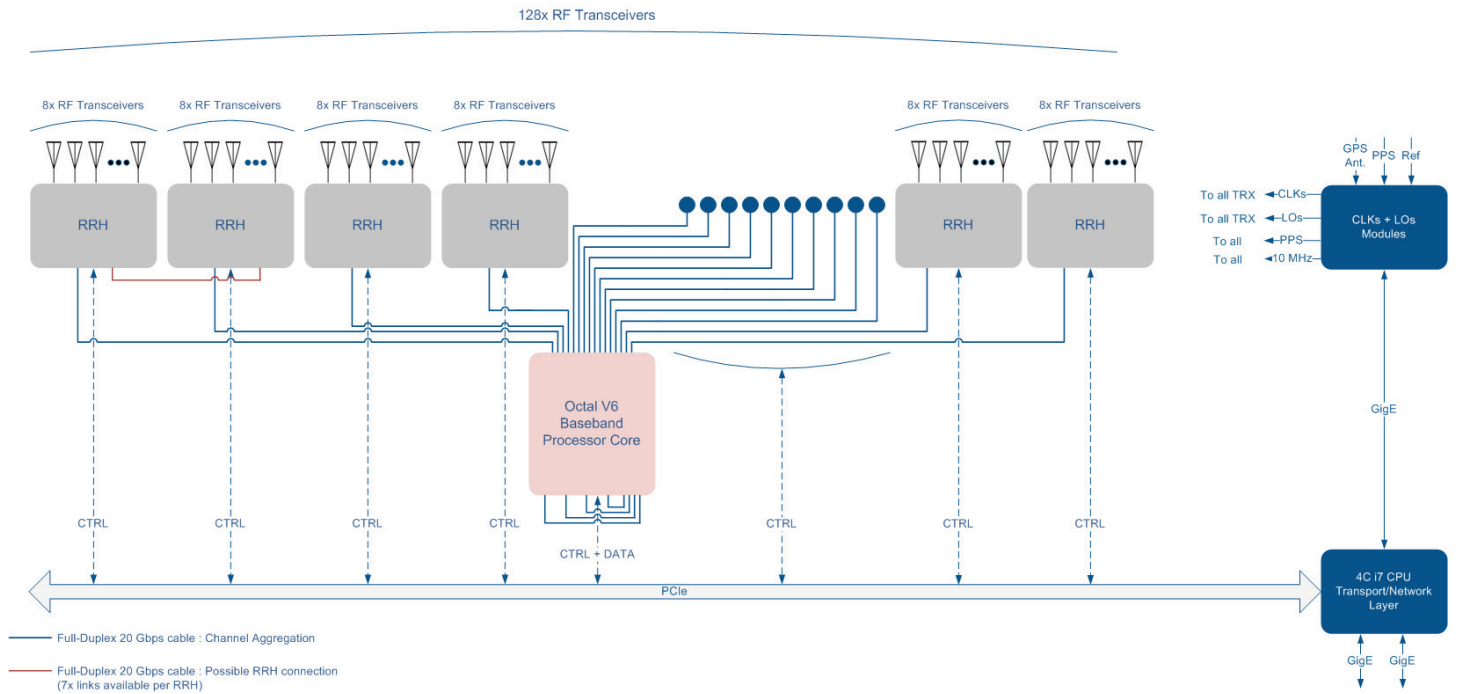 128x RF Transceivers
8x RF Transceivers
8x RF Transceivers
8x RF Transceivers
8x RF Transceivers
8x RF Transceivers
8x RF Transceivers
RRH
RRH
RRH
RRH
RRH
RRH
GPS
Ant.
PPS
Ref
To all TRX
CLKs
To all TRX
LOs
To all
PPS
To all
10 MHz
CLKs + LOs
Modules
Octal V6
Baseband
Processor Core
GigE
CTRL
CTRL
CTRL
CTRL
CTRL
CTRL
CTRL
CTRL + DATA
PCIe
4C i7 CPU
Transport/Network
Layer
Full-Duplex 20 Gbps cable : Channel Aggregation
Full-Duplex 20 Gbps cable : Possible RRH connection
(7x links available per RRH)
GigE
GigE